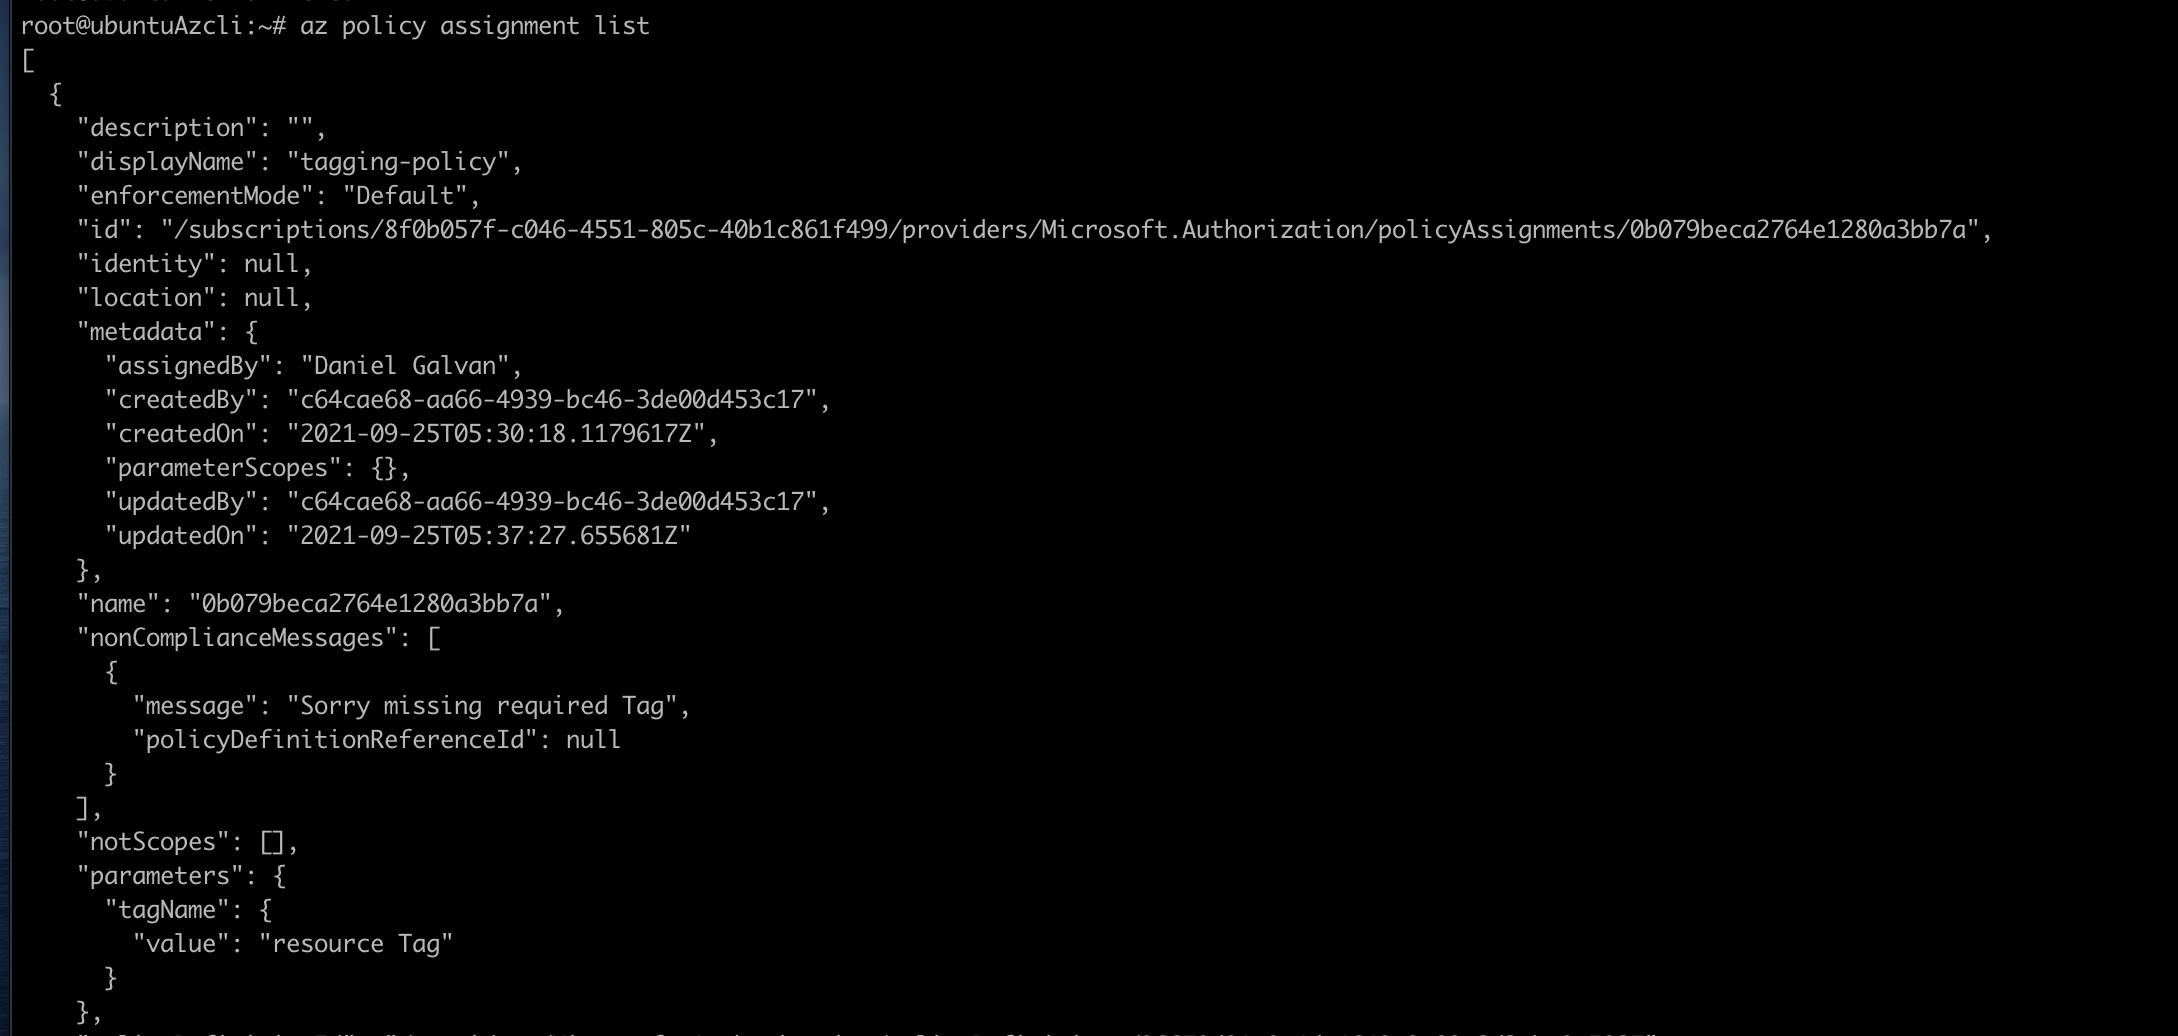 root@ubuntuAzcli:~# az policy assignment list
[
  {
    "description": "",
    "displayName": "tagging-policy",
    "enforcementMode": "Default",
    "id": "/subscriptions/8f0b057f-c046-4551-805c-40b1c861f499/providers/Microsoft.Authorization/policyAssignments/0b079beca2764e1280a3bb7a",
    "identity": null,
    "location": null,
    "metadata": {
      "assignedBy": "Daniel Galvan",
      "createdBy": "c64cae68-aa66-4939-bc46-3de00d453c17",
      "createdOn": "2021-09-25T05:30:18.1179617Z",
      "parameterScopes": {},
      "updatedBy": "c64cae68-aa66-4939-bc46-3de00d453c17",
      "updatedOn": "2021-09-25T05:37:27.655681Z"
    },
    "name": "0b079beca2764e1280a3bb7a",
    "nonComplianceMessages": [
      {
        "message": "Sorry missing required Tag",
        "policyDefinitionReferenceId": null
      }
    ],
    "notScopes": [],
    "parameters": {
      "tagName": {
        "value": "resource Tag"
      }
    },